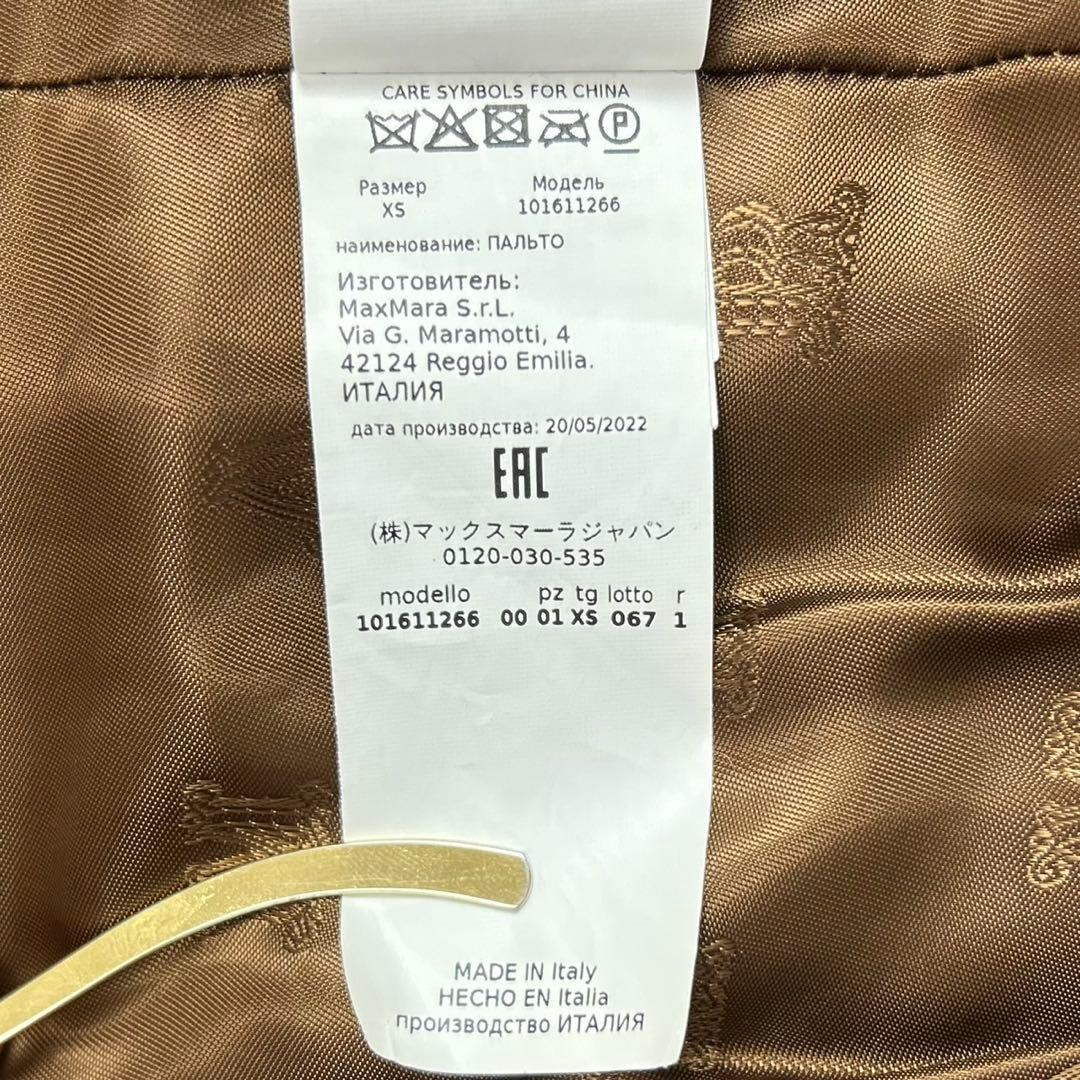 CARE SYMBOLS FOR CHINA
P
Размер Модель
XS 101611266
наименование: ПАЛЬТО
Изготовитель:
MaxMara S.r.L.
Via G. Maramotti, 4
42124 Reggio Emilia.
ИТАЛИЯ
дата производства: 20/05/2022
EAC
(株)マックスマーラジャパン
0120-030-535
modello pz tg lotto r
101611266 00 01 XS 067 1
MADE IN Italy
HECHO EN Italia
производство ИТАЛИЯ